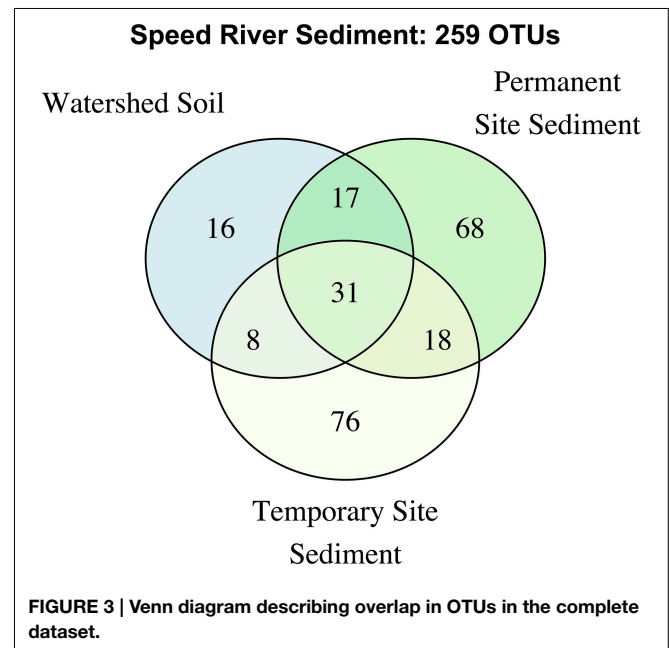 Speed River Sediment: 259 OTUs
Watershed Soil
Permanent
Site Sediment
17
16
68
31
8
18
76
Temporary Site
Sediment
FIGURE 3 | Venn diagram describing overlap in OTUs in the complete
dataset.